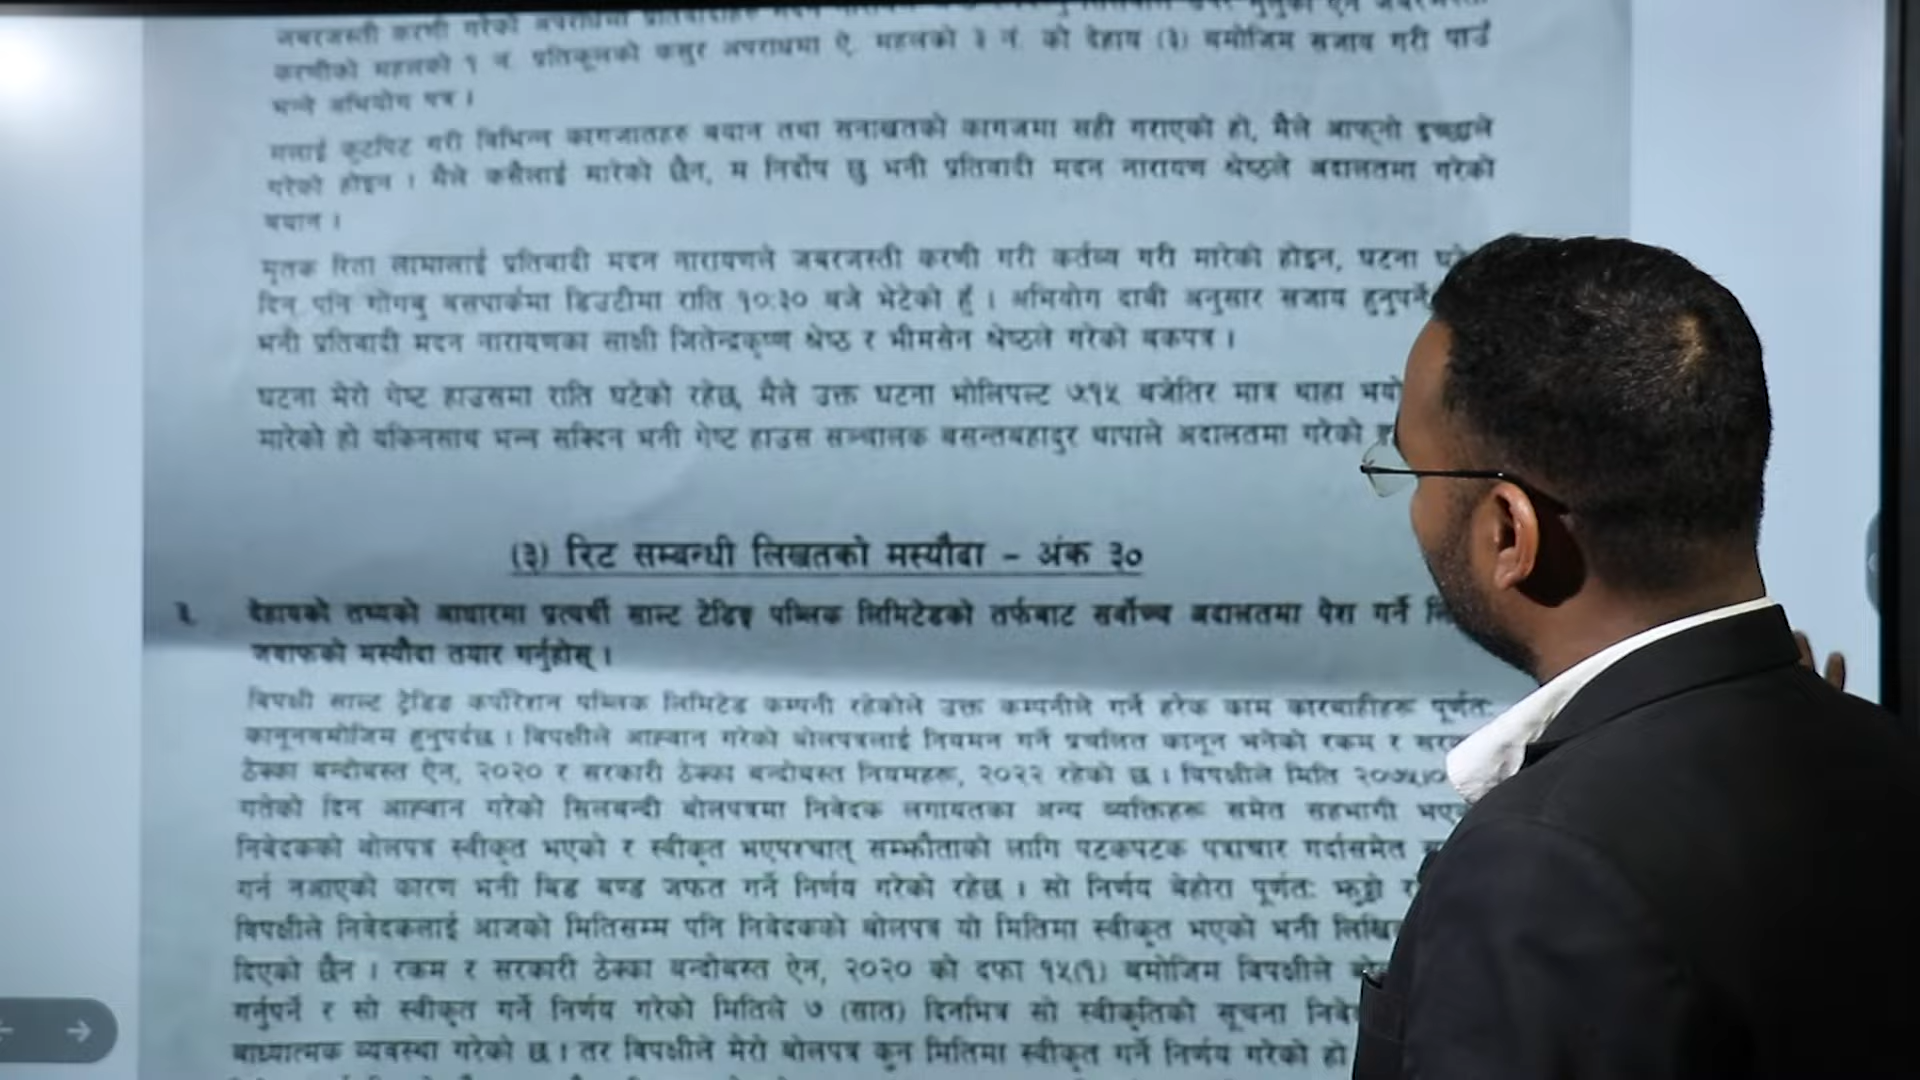 जबरजस्ती करणी गरेको अपराधमा
करणीको महलको १ नं. प्रतिकूलको कसुर अपराधमा ऐ. महलको ३ नं. को देहाय (३) बमोजिम सजाय गरी पाउँ
भन्ने अभियोग पत्र ।
मलाई कुटपिट गरी विभिन्न कागजातहरु बयान तथा सनाखतको कागजमा सही गराएको हो, मैले आफ्नो इच्छाले
गरेको होइन । मैले कसैलाई मारेको छैन, म निर्दोष छु भनी प्रतिवादी मदन नारायण श्रेष्ठले अदालतमा गरेको
बयान ।
मृतक रिता लामालाई प्रतिवादी मदन नारायणले जबरजस्ती करणी गरी कर्तव्य गरी मारेको होइन, घटना
दिन पनि गोंगबु बसपार्कमा डिउटीमा राति १०:३० बजे भेटेको हुँ । अभियोग दावी अनुसार सजाय
भनी प्रतिवादी मदन नारायणका साक्षी जितेन्द्रकृष्ण श्रेष्ठ र भीमसेन श्रेष्ठले गरेको बकपत्र ।
घटना मेरो गेष्ट हाउसमा राति घटेको रहेछ, मैले उक्त घटना भोलिपल्ट ७:१५ बजेतिर मात्र थाहा
मारेको हो यकिनसाथ भन्न सक्दिन भनी गेष्ट हाउस सञ्चालक बसन्तबहादुर थापाले अदालतमा गरेको
(३) रिट सम्बन्धी लिखतको मस्यौदा – अंक ३०
१. देहायको तथ्यको आधारमा प्रत्यर्थी साल्ट टेडिङ्ग पब्लिक लिमिटेडको तर्फबाट सर्वोच्च अदालतमा पेश गर्ने
जवाफको मस्यौदा तयार गर्नुहोस् ।
विपक्षी साल्ट ट्रेडिङ कर्पोरेशन पब्लिक लिमिटेड कम्पनी रहेकोले उक्त कम्पनीले गर्ने हरेक काम कारवाहीहरू पूर्णतः
कानूनबमोजिम हुनुपर्दछ । विपक्षीले आह्वान गरेको बोलपत्रलाई नियमन गर्ने प्रचलित कानून भनेको रकम र
ठेक्का बन्दोबस्त ऐन, २०२० र सरकारी ठेक्का बन्दोबस्त नियमहरू, २०२२ रहेको छ । विपक्षीले मिति
गतेको दिन आह्वान गरेको सिलबन्दी बोलपत्रमा निवेदक लगायतका अन्य व्यक्तिहरू समेत सहभागी
निवेदकको बोलपत्र स्वीकृत भएको र स्वीकृत भएपश्चात् सम्झौताको लागि पटकपटक पत्राचार गर्दासमेत
गर्न नआएको कारण भनी बिड बण्ड जफत गर्ने निर्णय गरेको रहेछ । सो निर्णय बेहोरा पूर्णतः झुठ्ठो
विपक्षीले निवेदकलाई आजको मितिसम्म पनि निवेदकको बोलपत्र यो मितिमा स्वीकृत भएको भनी
दिएको छैन । रकम र सरकारी ठेक्का बन्दोबस्त ऐन, २०२० को दफा १५(१) बमोजिम विपक्षीले
गर्नुपर्ने र सो स्वीकृत गर्ने निर्णय गरेको मितिले ७ (सात) दिनभित्र सो स्वीकृतिको सूचना
बाध्यात्मक व्यवस्था गरेको छ । तर विपक्षीले मेरो बोलपत्र कुन मितिमा स्वीकृत गर्ने निर्णय गरेको हो